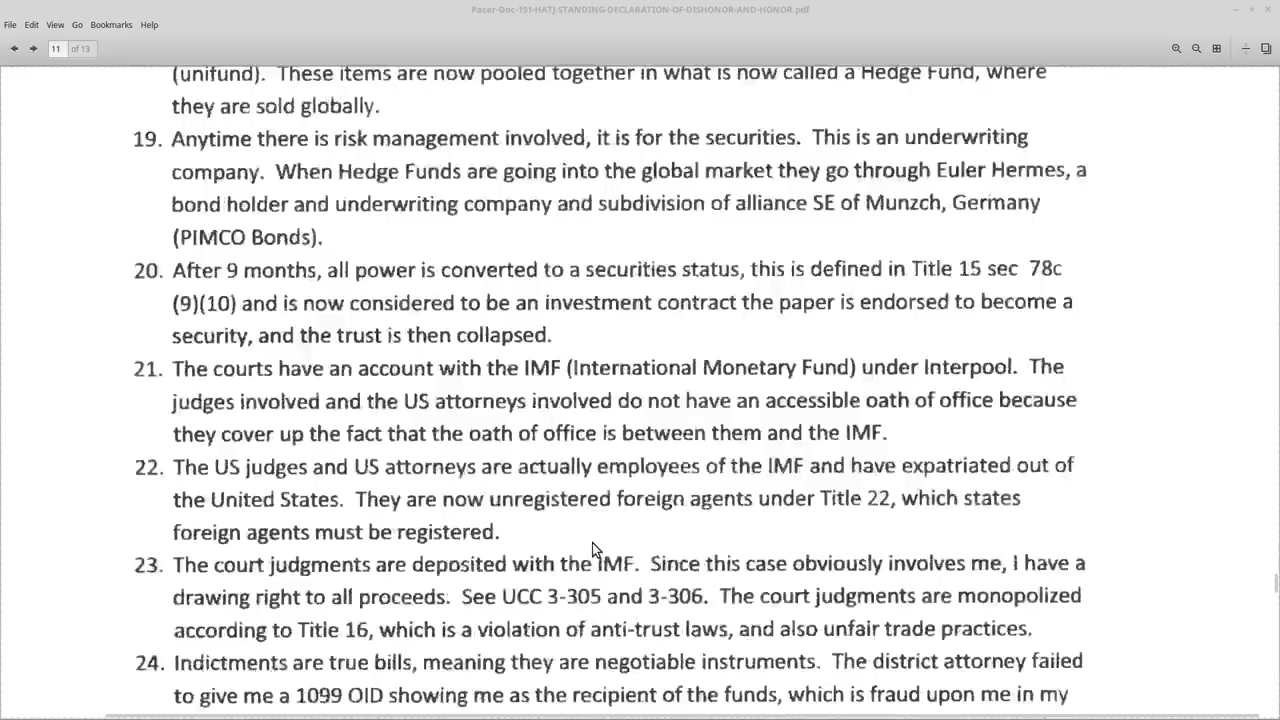 Pacer-Doc-151-HATJ-STANDING-DECLARATION-OF-DISHONOR-AND-HONOR.pdf
File Edit View Go Bookmarks Help
11 of 13
(unifund). These items are now pooled together in what is now called a Hedge Fund, where
they are sold globally.
19. Anytime there is risk management involved, it is for the securities. This is an underwriting
company. When Hedge Funds are going into the global market they go through Euler Hermes, a
bond holder and underwriting company and subdivision of alliance SE of Munzch, Germany
(PIMCO Bonds).
20. After 9 months, all power is converted to a securities status, this is defined in Title 15 sec 78c
(9)(10) and is now considered to be an investment contract the paper is endorsed to become a
security, and the trust is then collapsed.
21. The courts have an account with the IMF (International Monetary Fund) under Interpol. The
judges involved and the US attorneys involved do not have an accessible oath of office because
they cover up the fact that the oath of office is between them and the IMF.
22. The US judges and US attorneys are actually employees of the IMF and have expatriated out of
the United States. They are now unregistered foreign agents under Title 22, which states
foreign agents must be registered.
23. The court judgments are deposited with the IMF. Since this case obviously involves me, I have a
drawing right to all proceeds. See UCC 3-305 and 3-306. The court judgments are monopolized
according to Title 16, which is a violation of anti-trust laws, and also unfair trade practices.
24. Indictments are true bills, meaning they are negotiable instruments. The district attorney failed
to give me a 1099 OID showing me as the recipient of the funds, which is fraud upon me in my